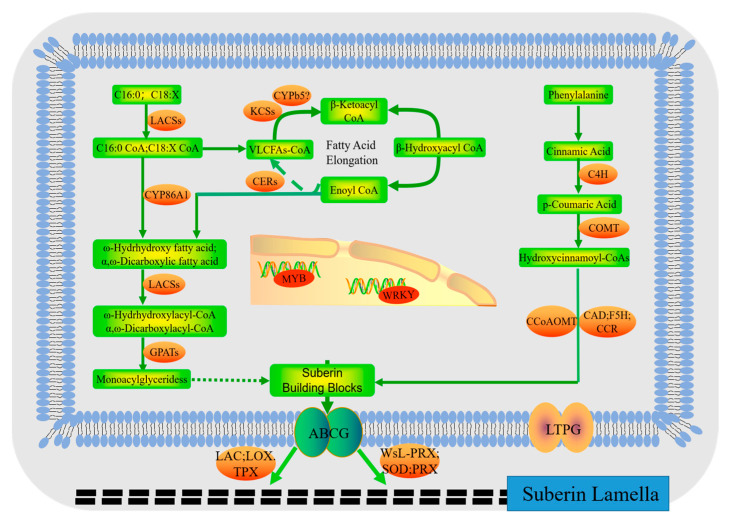 C16:0; C18:X
LACSs
C16:0 CoA;C18:X CoA
CYP86A1
ω-Hydrhydroxy fatty acid;
α,ω-Dicarboxylic fatty acid
LACSs
ω-Hydrhydroxylacyl-CoA
α,ω-Dicarboxylacyl-CoA
GPATs
Monoacylglyceridess
CYPb5?
KCSs
β-Ketoacyl
CoA
VLCFAs-CoA
Fatty Acid
Elongation
β-Hydroxyacyl CoA
CERs
Enoyl CoA
MYB
WRKY
Phenylalanine
Cinnamic Acid
C4H
p-Coumaric Acid
COMT
Hydroxycinnamoyl-CoAs
CCoAOMT
CAD;F5H;
CCR
Suberin
Building Blocks
ABCG
LTPG
LAC;LOX.
TPX
WsL-PRX;
SOD;PRX
Suberin Lamella